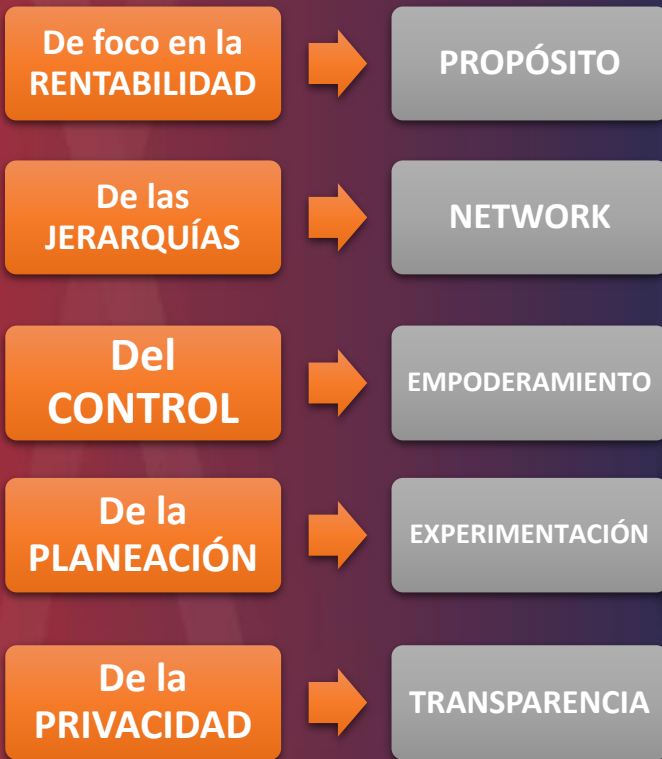 De foco en la
RENTABILIDAD
PROPÓSITO
De las
JERARQUÍAS
NETWORK
Del
CONTROL
EMPODERAMIENTO
De la
PLANEACIÓN
EXPERIMENTACIÓN
De la
PRIVACIDAD
TRANSPARENCIA